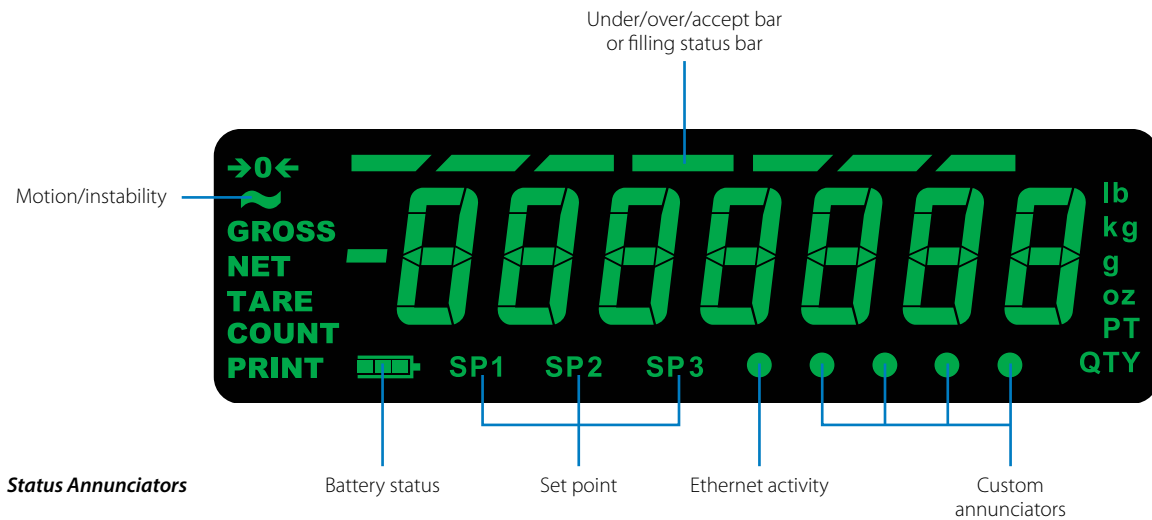 Under/over/accept bar
or filling status bar
→0←
Motion/instability
~
GROSS
NET
TARE
COUNT
PRINT
-8888888
lb
kg
g
oz
PT
QTY
SP1 SP2 SP3
Status Annunciators
Battery status
Set point
Ethernet activity
Custom
annunciators